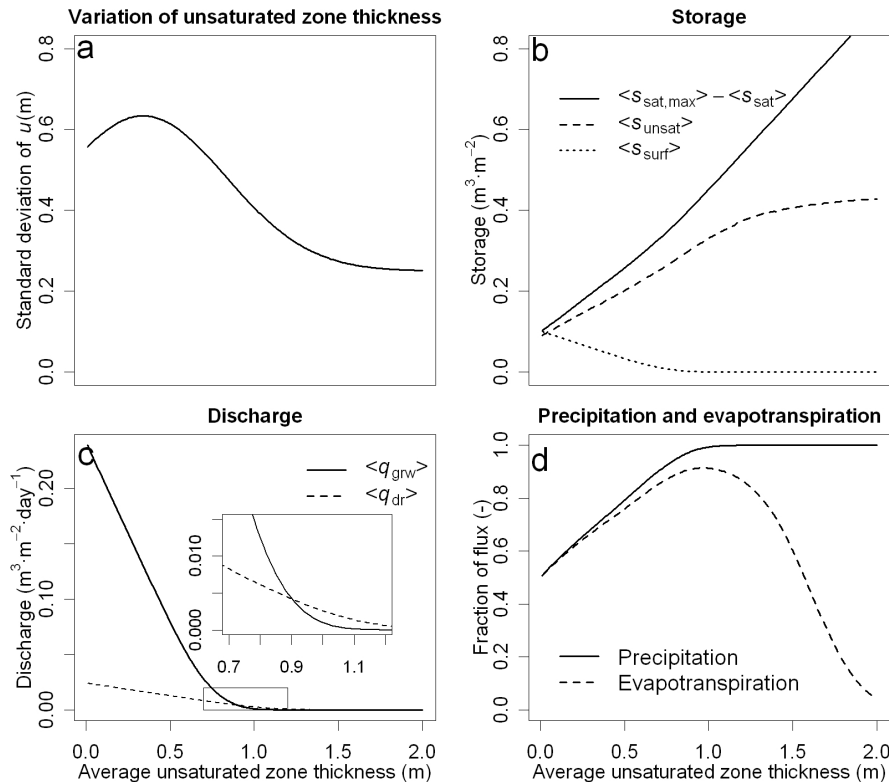 Variation of unsaturated zone thickness
a
Standard deviation of u(m)
0.0 0.2 0.4 0.6 0.8
Storage
b
<s_sat,max> − <s_sat>
<s_unsat>
<s_surf>
Storage (m³·m⁻²)
0.0 0.2 0.4 0.6 0.8
Discharge
c
<q_grw>
<q_dr>
0.000 0.010
0.7 0.9 1.1
Discharge (m³·m⁻²·day⁻¹)
0.00 0.10 0.20
0.0 0.5 1.0 1.5 2.0
Average unsaturated zone thickness (m)
Precipitation and evapotranspiration
d
Precipitation
Evapotranspiration
Fraction of flux (-)
0.0 0.2 0.4 0.6 0.8 1.0
0.0 0.5 1.0 1.5 2.0
Average unsaturated zone thickness (m)